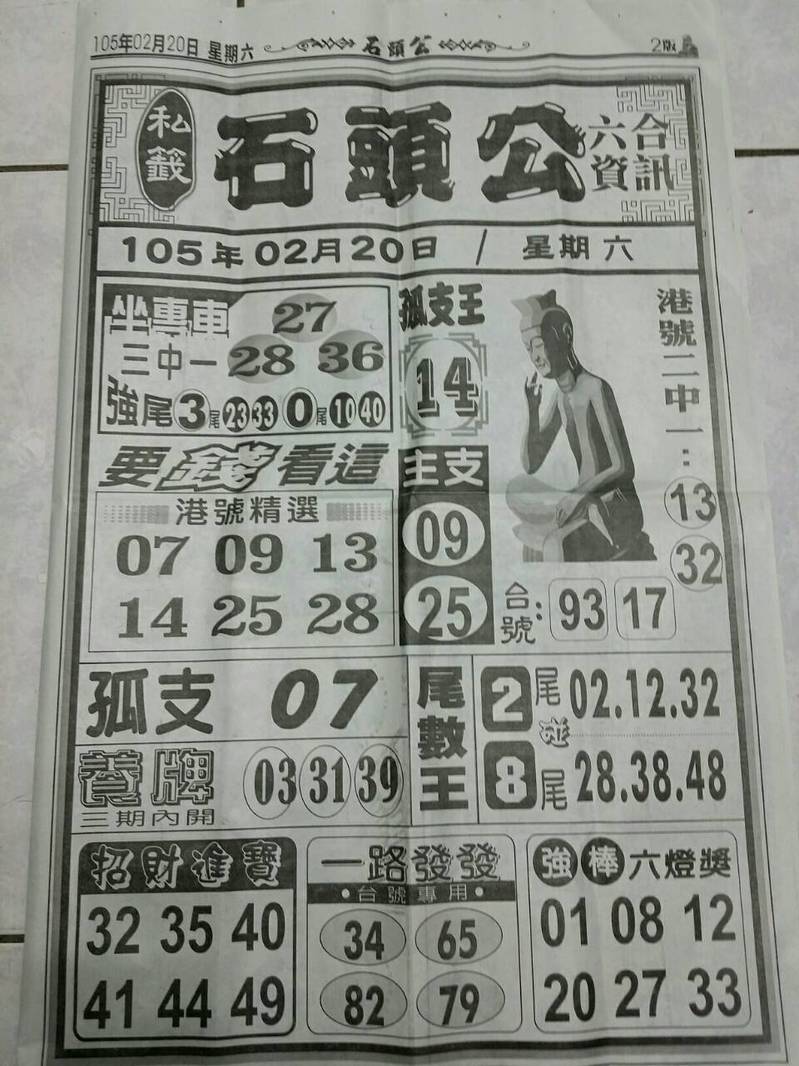 105年02月20日 星期六 石頭公 2版
私籤 石頭公 六合資訊
105年02月20日 / 星期六
坐專車 27
三中一 28 36
強尾 3尾 23 33 0尾 10 40
孤支王
14
港號二中一:
13
32
要錢看這
港號精選
07 09 13
14 25 28
主支
09
25
台號: 93 17
孤支 07
養牌 03 31 39
三期內開
尾數王
2尾 02.12.32
碰
8尾 28.38.48
招財進寶
32 35 40
41 44 49
一路發發
•台號專用•
34 65
82 79
強棒六燈獎
01 08 12
20 27 33